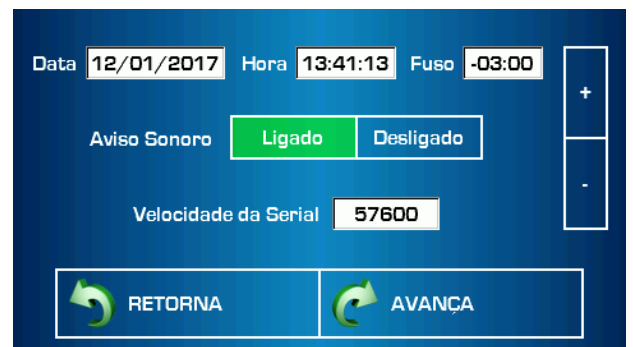 Data 12/01/2017 Hora 13:41:13 Fuso -03:00
+
Aviso Sonoro Ligado Desligado
-
Velocidade da Serial 57600
RETORNA AVANÇA